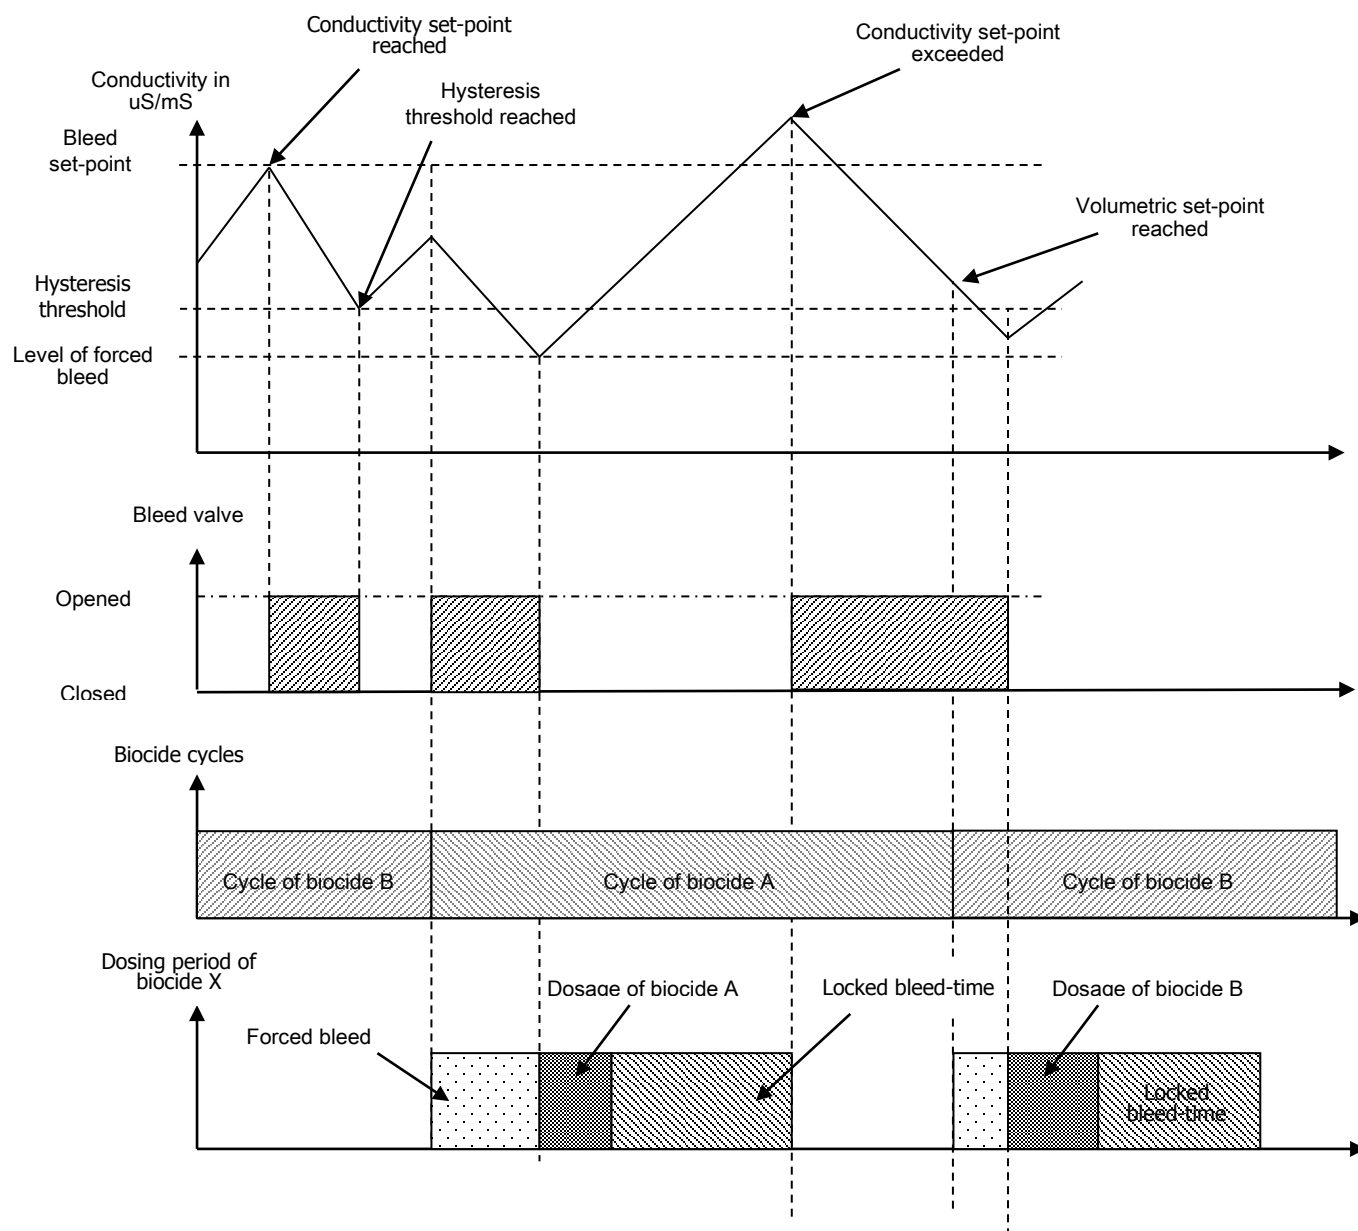 Conductivity set-point
reached
Conductivity set-point
exceeded
Conductivity in
uS/mS
Hysteresis
threshold reached
Bleed
set-point
Volumetric set-point
reached
Hysteresis
threshold
Level of forced
bleed
Bleed valve
Opened
Closed
Biocide cycles
Cycle of biocide B
Cycle of biocide A
Cycle of biocide B
Dosing period of
biocide X
Dosage of biocide A
Locked bleed-time
Dosage of biocide B
Forced bleed
Locked
bleed-time